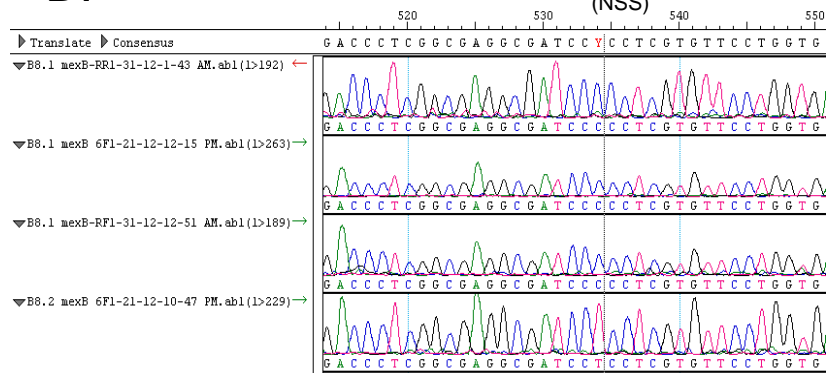 (NSS)
520 530 540 550
Translate Consensus G A C C C T C G G C G A G G C G A T C C Y C C T C G T G T T C C T G G T G
B8.1 mexB-RR1-31-12-1-43 AM.ab1(1>192) ←
G A C C C T C G G C G A G G C G A T C C C C C T C G T G T T C C T G G T G
B8.1 mexB 6F1-21-12-12-15 PM.ab1(1>263) →
G A C C C T C G G C G A G G C G A T C C C C C T C G T G T T C C T G G T G
B8.1 mexB-RF1-31-12-12-51 AM.ab1(1>189) →
G A C C C T C G G C G A G G C G A T C C C C C T C G T G T T C C T G G T G
B8.2 mexB 6F1-21-12-10-47 PM.ab1(1>229) →
G A C C C T C G G C G A G G C G A T C C T C C T C G T G T T C C T G G T G